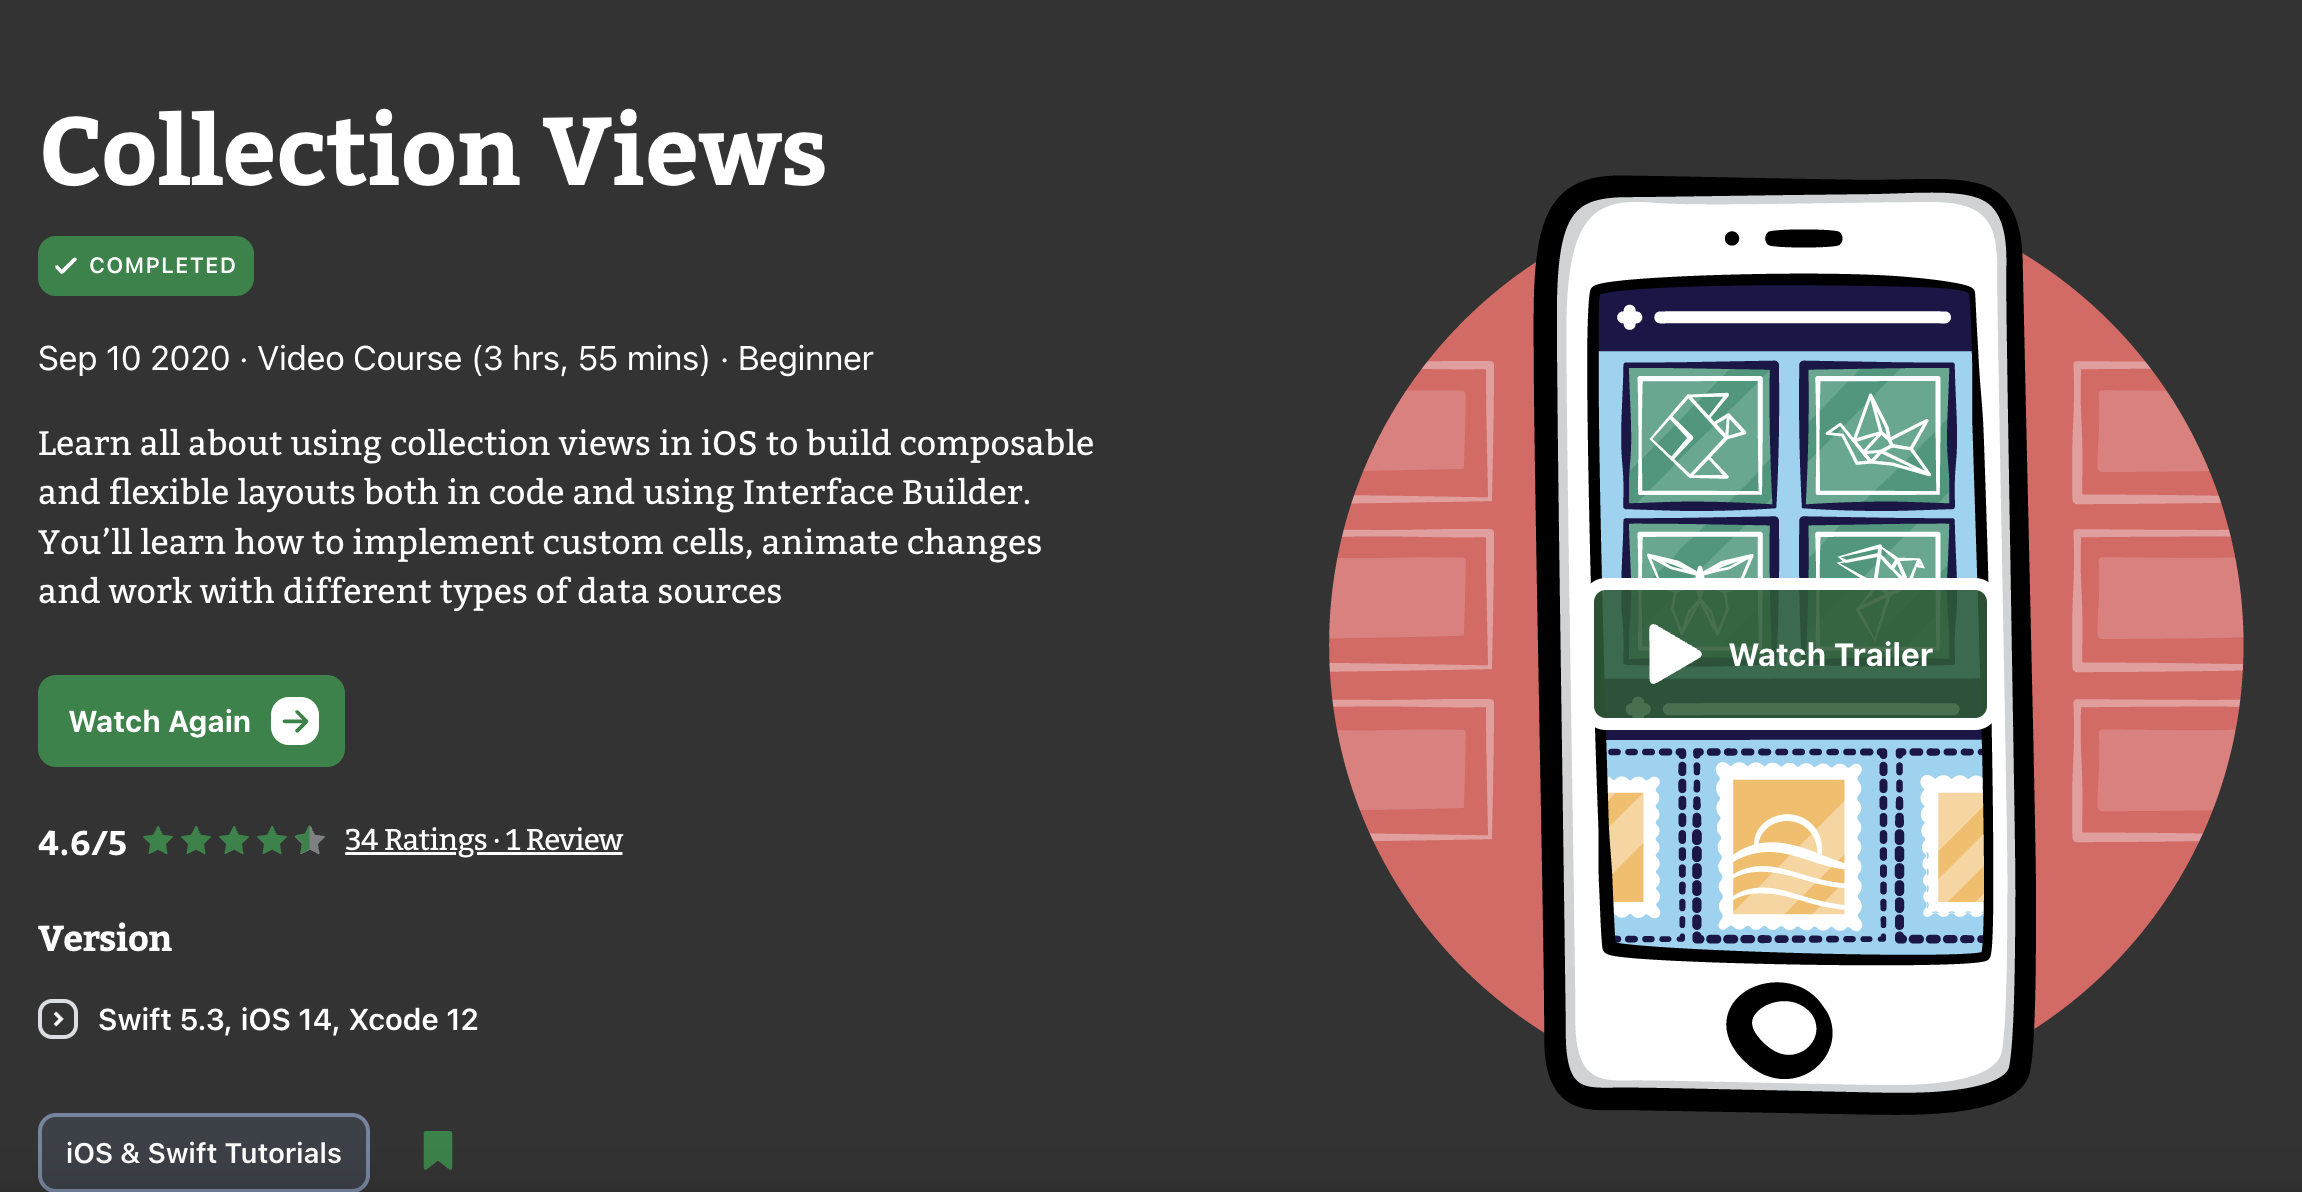 Collection Views
COMPLETED
Sep 10 2020 · Video Course (3 hrs, 55 mins) · Beginner
Learn all about using collection views in iOS to build composable
and flexible layouts both in code and using Interface Builder.
You’ll learn how to implement custom cells, animate changes
and work with different types of data sources
Watch Again
4.6/5 34 Ratings · 1 Review
Version
Swift 5.3, iOS 14, Xcode 12
iOS & Swift Tutorials
Watch Trailer